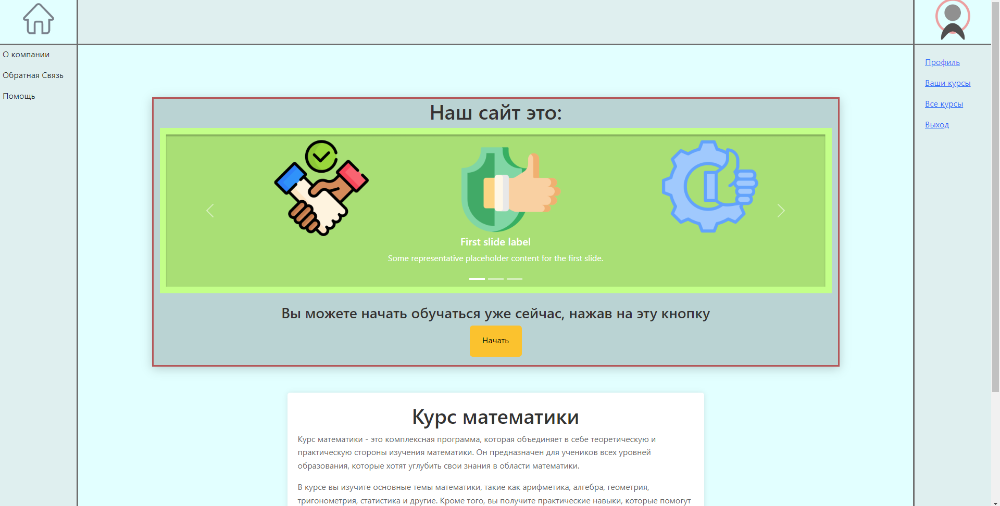 О компании
Обратная Связь
Помощь
Профиль
Ваши курсы
Все курсы
Выход
Наш сайт это:
First slide label
Some representative placeholder content for the first slide.
Вы можете начать обучаться уже сейчас, нажав на эту кнопку
Начать
Курс математики
Курс математики - это комплексная программа, которая объединяет в себе теоретическую и
практическую стороны изучения математики. Он предназначен для учеников всех уровней
образования, которые хотят углубить свои знания в области математики.
В курсе вы изучите основные темы математики, такие как арифметика, алгебра, геометрия,
тригонометрия, статистика и другие. Кроме того, вы получите практические навыки, которые помогут